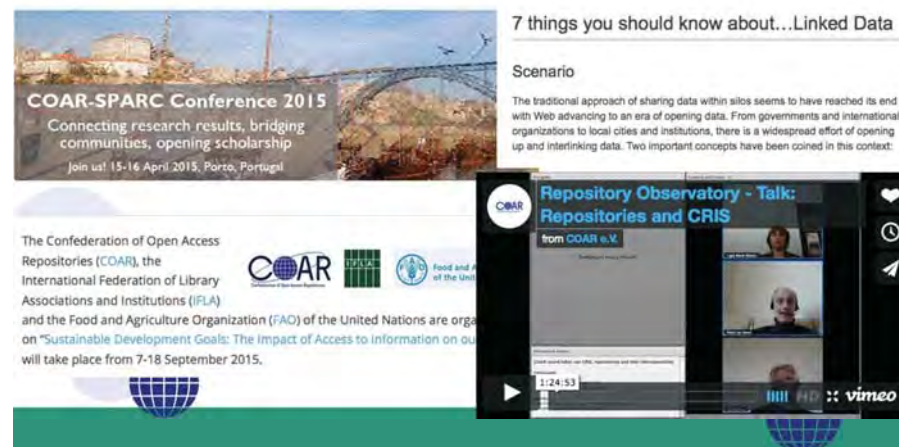 COAR-SPARC Conference 2015
Connecting research results, bridging
communities, opening scholarship
Join us! 15-16 April 2015, Porto, Portugal
7 things you should know about...Linked Data
Scenario
The traditional approach of sharing data within silos seems to have reached its end
with Web advancing to an era of opening data. From governments and international
organizations to local cities and institutions, there is a widespread effort of opening
up and interlinking data. Two important concepts have been coined in this context:
The Confederation of Open Access
Repositories (COAR), the
International Federation of Library
Associations and Institutions (IFLA)
and the Food and Agriculture Organization (FAO) of the United Nations are orga
on "Sustainable Development Goals: The Impact of Access to Information on ou
will take place from 7-18 September 2015.
COAR
IFLA
Food and A
of the Unit
COAR
Repository Observatory - Talk:
Repositories and CRIS
from COAR e.V.
1:24:53
HD
vimeo